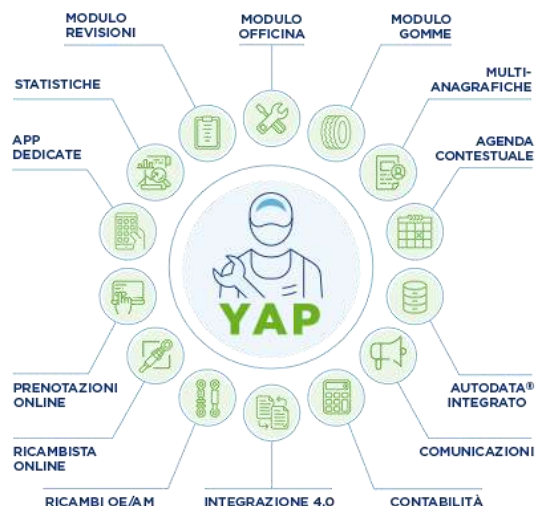 MODULO
REVISIONI
MODULO
OFFICINA
MODULO
GOMME
STATISTICHE
MULTI-
ANAGRAFICHE
APP
DEDICATE
AGENDA
CONTESTUALE
YAP
PRENOTAZIONI
ONLINE
AUTODATA®
INTEGRATO
RICAMBISTA
ONLINE
COMUNICAZIONI
RICAMBI OE/AM
INTEGRAZIONE 4.0
CONTABILITÀ